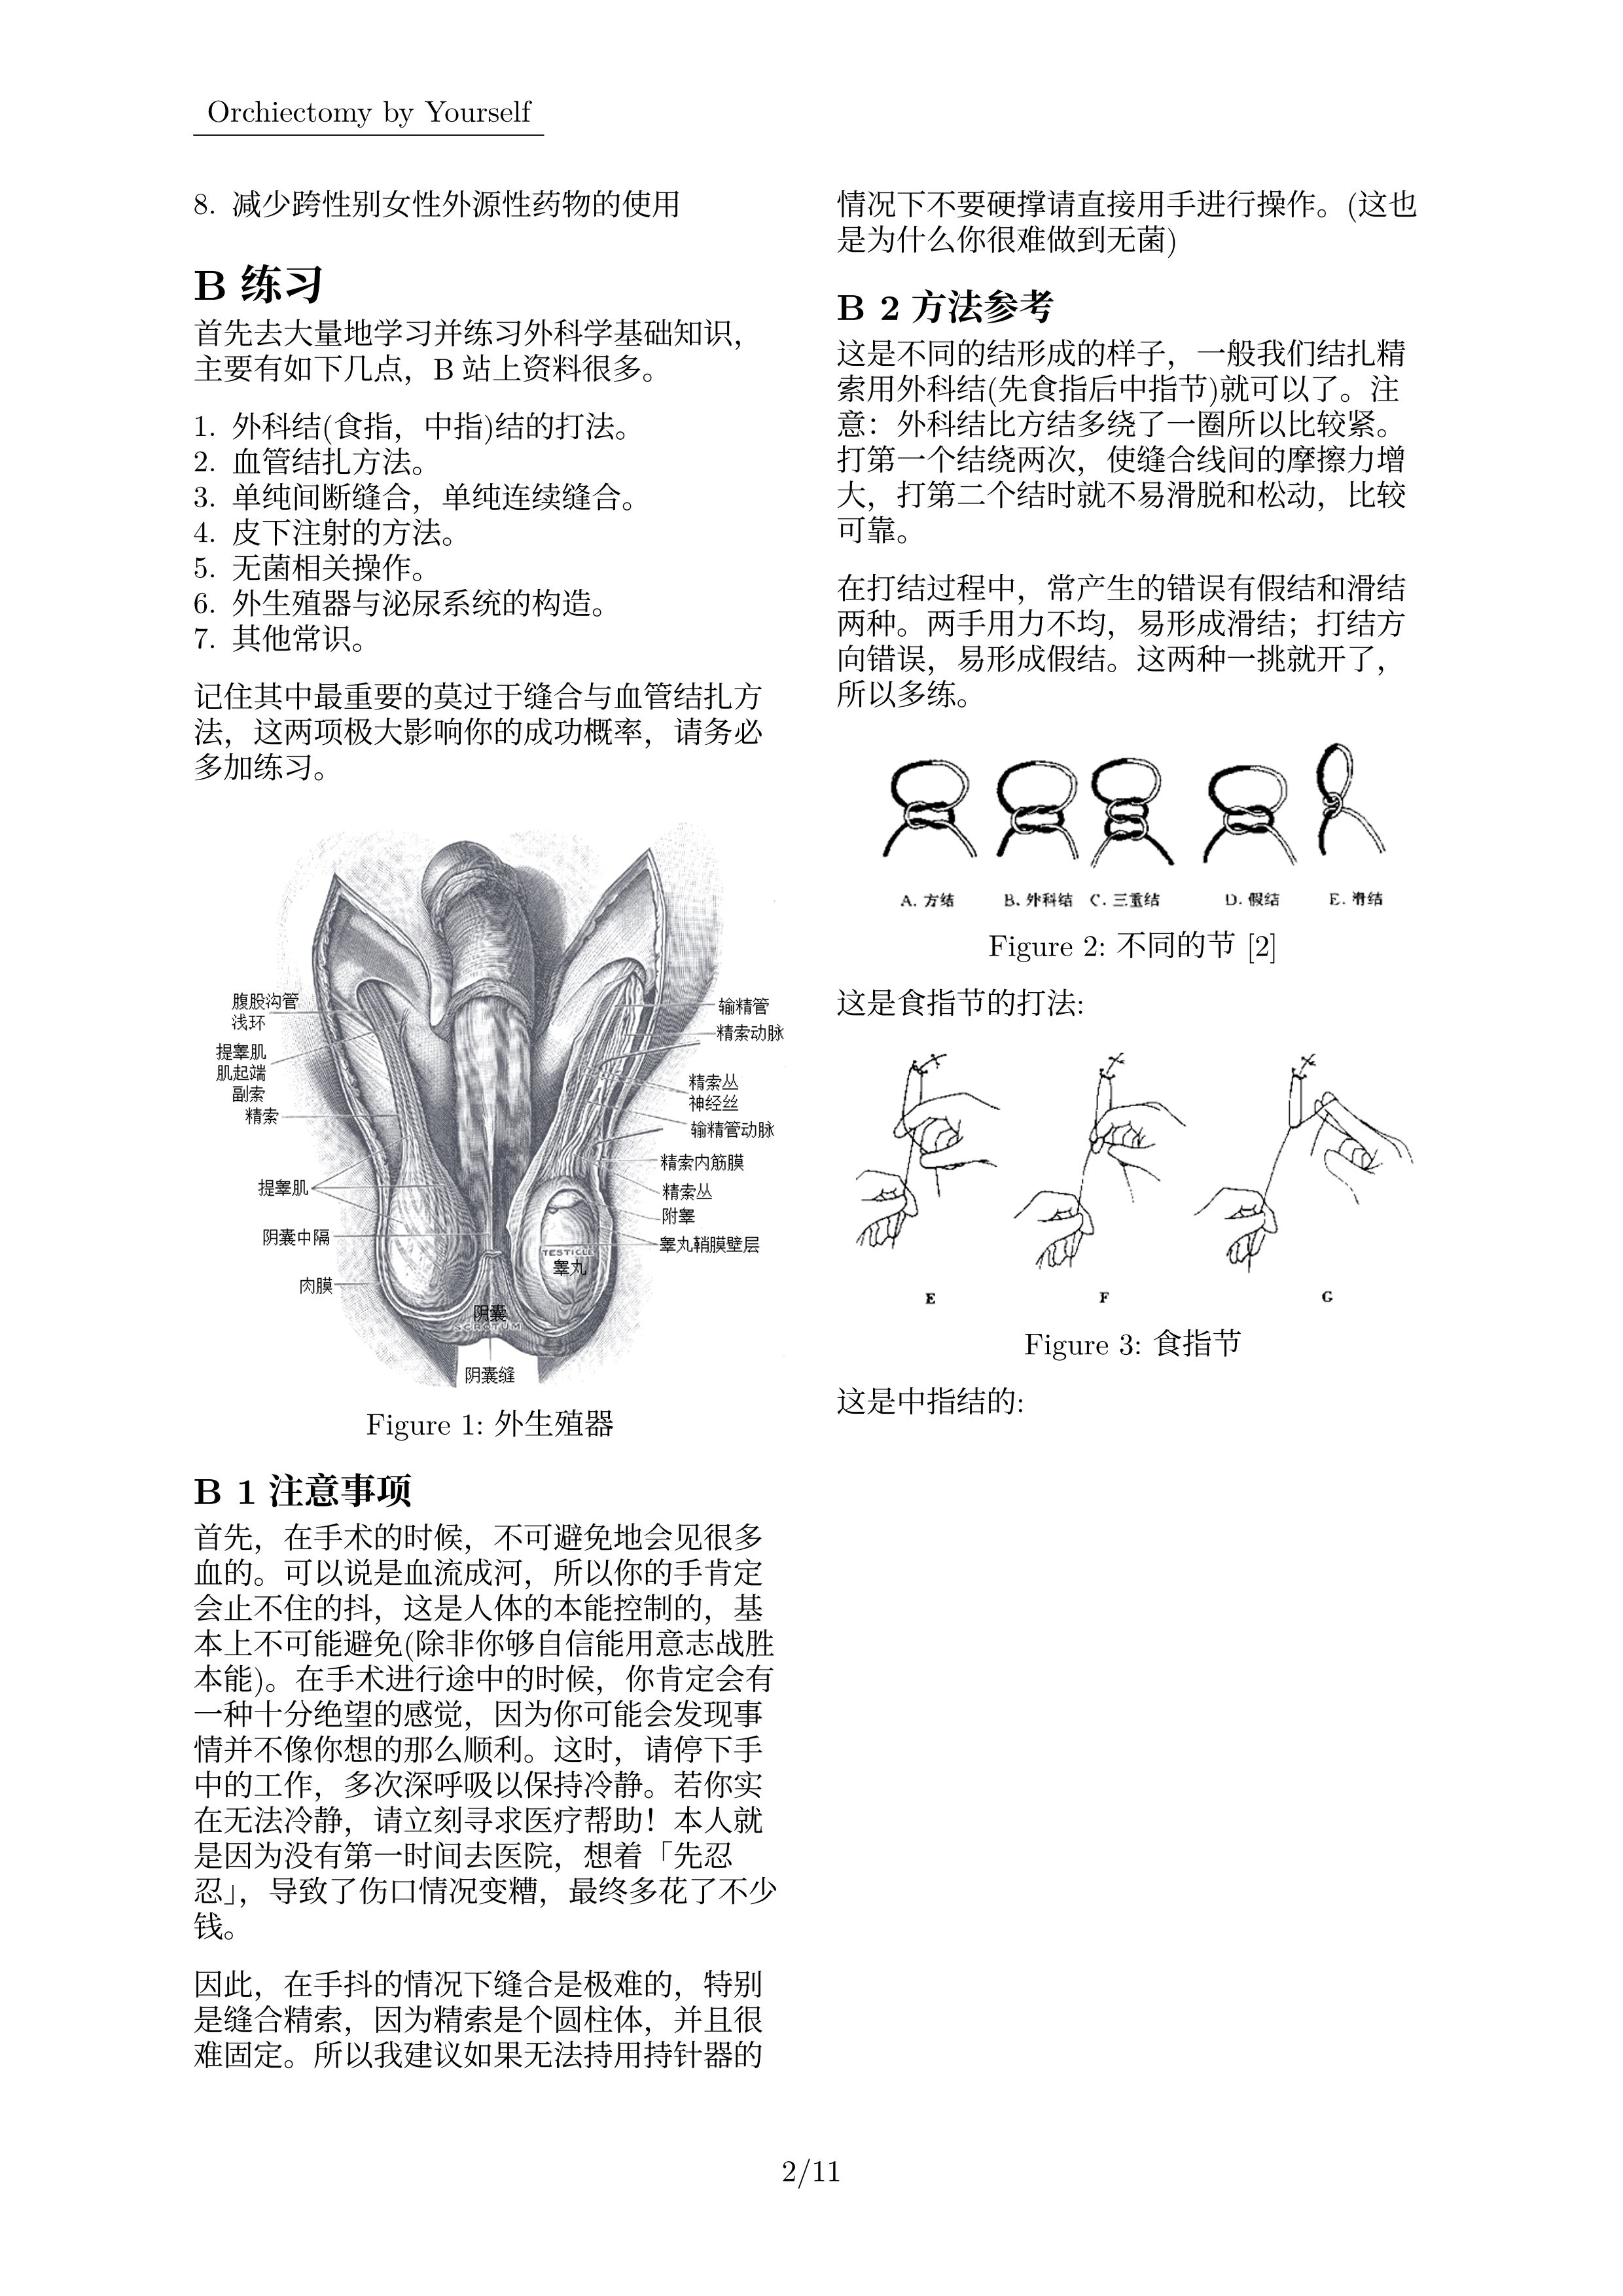 Orchiectomy by Yourself
8. 减少跨性别女性外源性药物的使用
B 练习
首先去大量地学习并练习外科学基础知识，
主要有如下几点，B 站上资料很多。
1. 外科结(食指，中指)结的打法。
2. 血管结扎方法。
3. 单纯间断缝合，单纯连续缝合。
4. 皮下注射的方法。
5. 无菌相关操作。
6. 外生殖器与泌尿系统的构造。
7. 其他常识。
记住其中最重要的莫过于缝合与血管结扎方
法，这两项极大影响你的成功概率，请务必
多加练习。
腹股沟管
浅环
提睾肌
肌起端
副索
精索
提睾肌
阴囊中隔
肉膜
输精管
精索动脉
精索丛
神经丝
输精管动脉
精索内筋膜
精索丛
附睾
睾丸鞘膜壁层
TESTICLE
睾丸
阴囊
SCROTUM
阴囊缝
Figure 1: 外生殖器
B 1 注意事项
首先，在手术的时候，不可避免地会见很多
血的。可以说是血流成河，所以你的手肯定
会止不住的抖，这是人体的本能控制的，基
本上不可能避免(除非你够自信能用意志战胜
本能)。在手术进行途中的时候，你肯定会有
一种十分绝望的感觉，因为你可能会发现事
情并不像你想的那么顺利。这时，请停下手
中的工作，多次深呼吸以保持冷静。若你实
在无法冷静，请立刻寻求医疗帮助！本人就
是因为没有第一时间去医院，想着「先忍
忍」，导致了伤口情况变糟，最终多花了不少
钱。
因此，在手抖的情况下缝合是极难的，特别
是缝合精索，因为精索是个圆柱体，并且很
难固定。所以我建议如果无法持用持针器的
情况下不要硬撑请直接用手进行操作。(这也
是为什么你很难做到无菌)
B 2 方法参考
这是不同的结形成的样子，一般我们结扎精
索用外科结(先食指后中指节)就可以了。注
意：外科结比方结多绕了一圈所以比较紧。
打第一个结绕两次，使缝合线间的摩擦力增
大，打第二个结时就不易滑脱和松动，比较
可靠。
在打结过程中，常产生的错误有假结和滑结
两种。两手用力不均，易形成滑结；打结方
向错误，易形成假结。这两种一挑就开了，
所以多练。
A. 方结 B. 外科结 C. 三重结 D. 假结 E. 滑结
Figure 2: 不同的节 [2]
这是食指节的打法:
E F G
Figure 3: 食指节
这是中指结的:
2/11